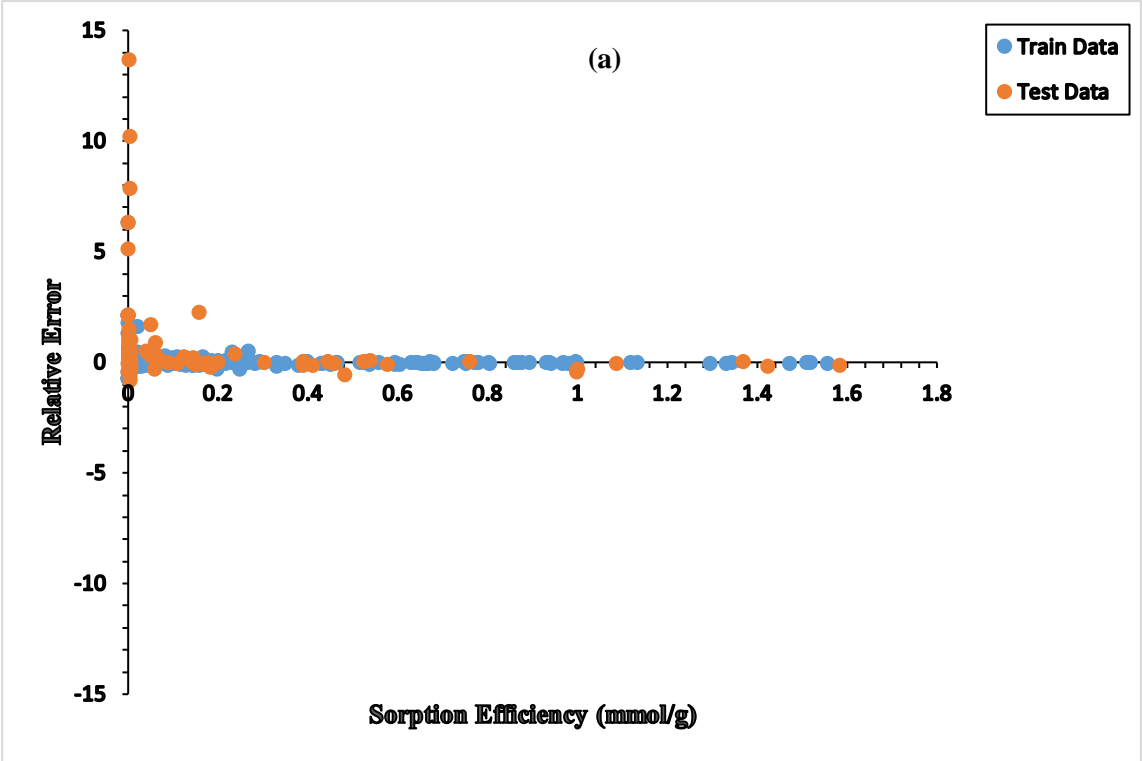 (a)
Train Data
Test Data
15
10
5
0
-5
-10
-15
0 0.2 0.4 0.6 0.8 1 1.2 1.4 1.6 1.8
Relative Error
Sorption Efficiency (mmol/g)